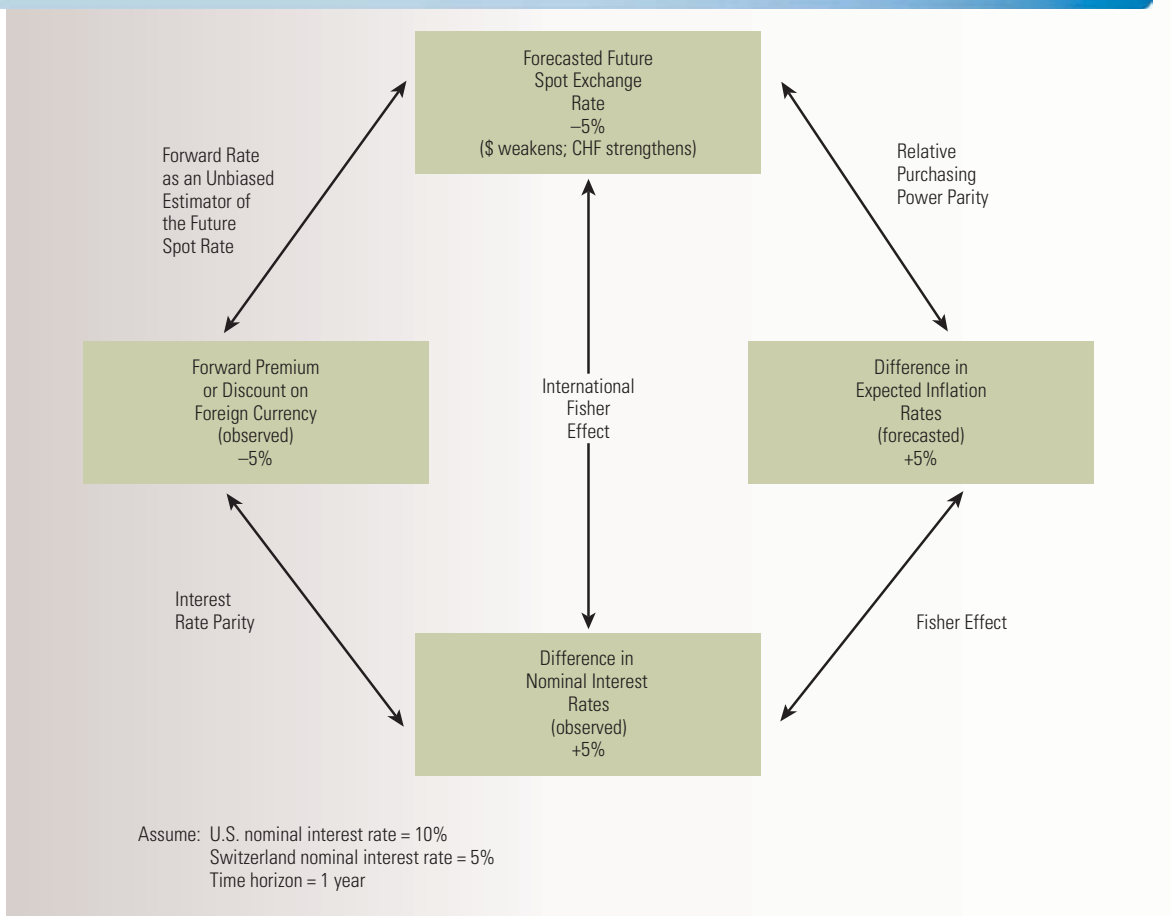 Forecasted Future
Spot Exchange
Rate
–5%
($ weakens; CHF strengthens)
Forward Rate
as an Unbiased
Estimator of
the Future
Spot Rate
Relative
Purchasing
Power Parity
Forward Premium
or Discount on
Foreign Currency
(observed)
–5%
International
Fisher
Effect
Difference in
Expected Inflation
Rates
(forecasted)
+5%
Interest
Rate Parity
Fisher Effect
Difference in
Nominal Interest
Rates
(observed)
+5%
Assume: U.S. nominal interest rate = 10%
Switzerland nominal interest rate = 5%
Time horizon = 1 year